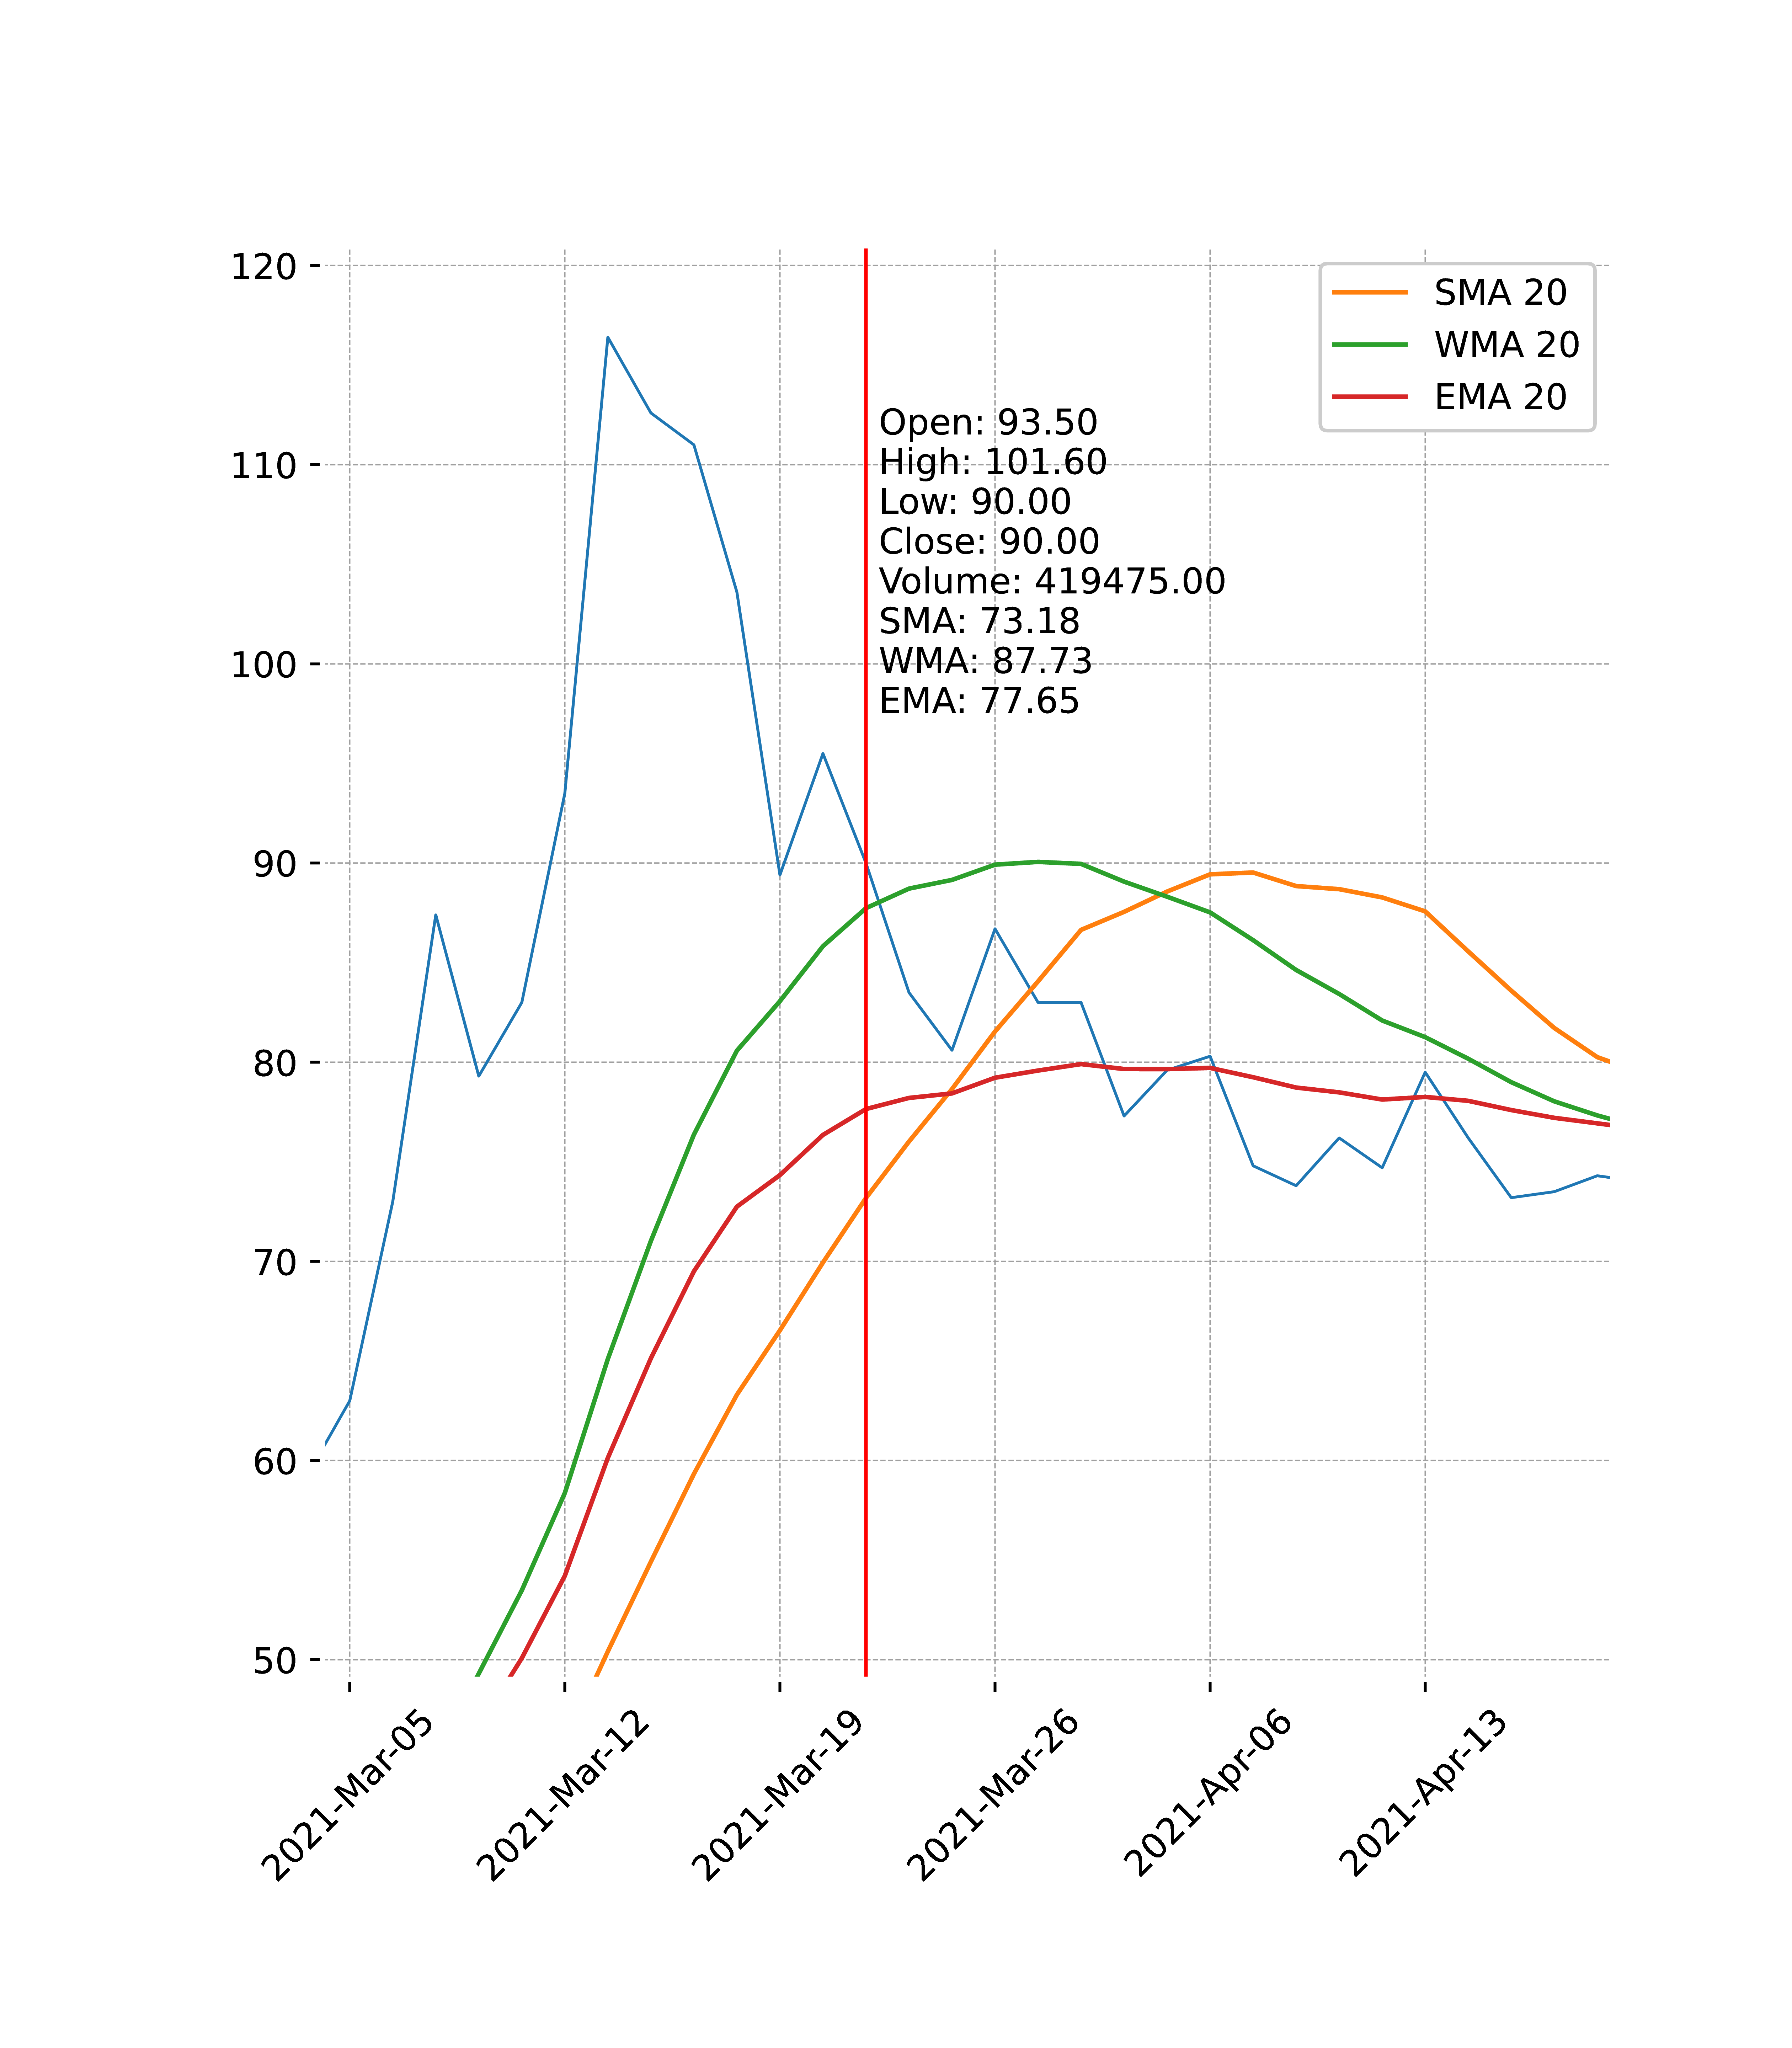 120
110
100
90
80
70
60
50
SMA 20
WMA 20
EMA 20
Open: 93.50
High: 101.60
Low: 90.00
Close: 90.00
Volume: 419475.00
SMA: 73.18
WMA: 87.73
EMA: 77.65
2021-Mar-05
2021-Mar-12
2021-Mar-19
2021-Mar-26
2021-Apr-06
2021-Apr-13